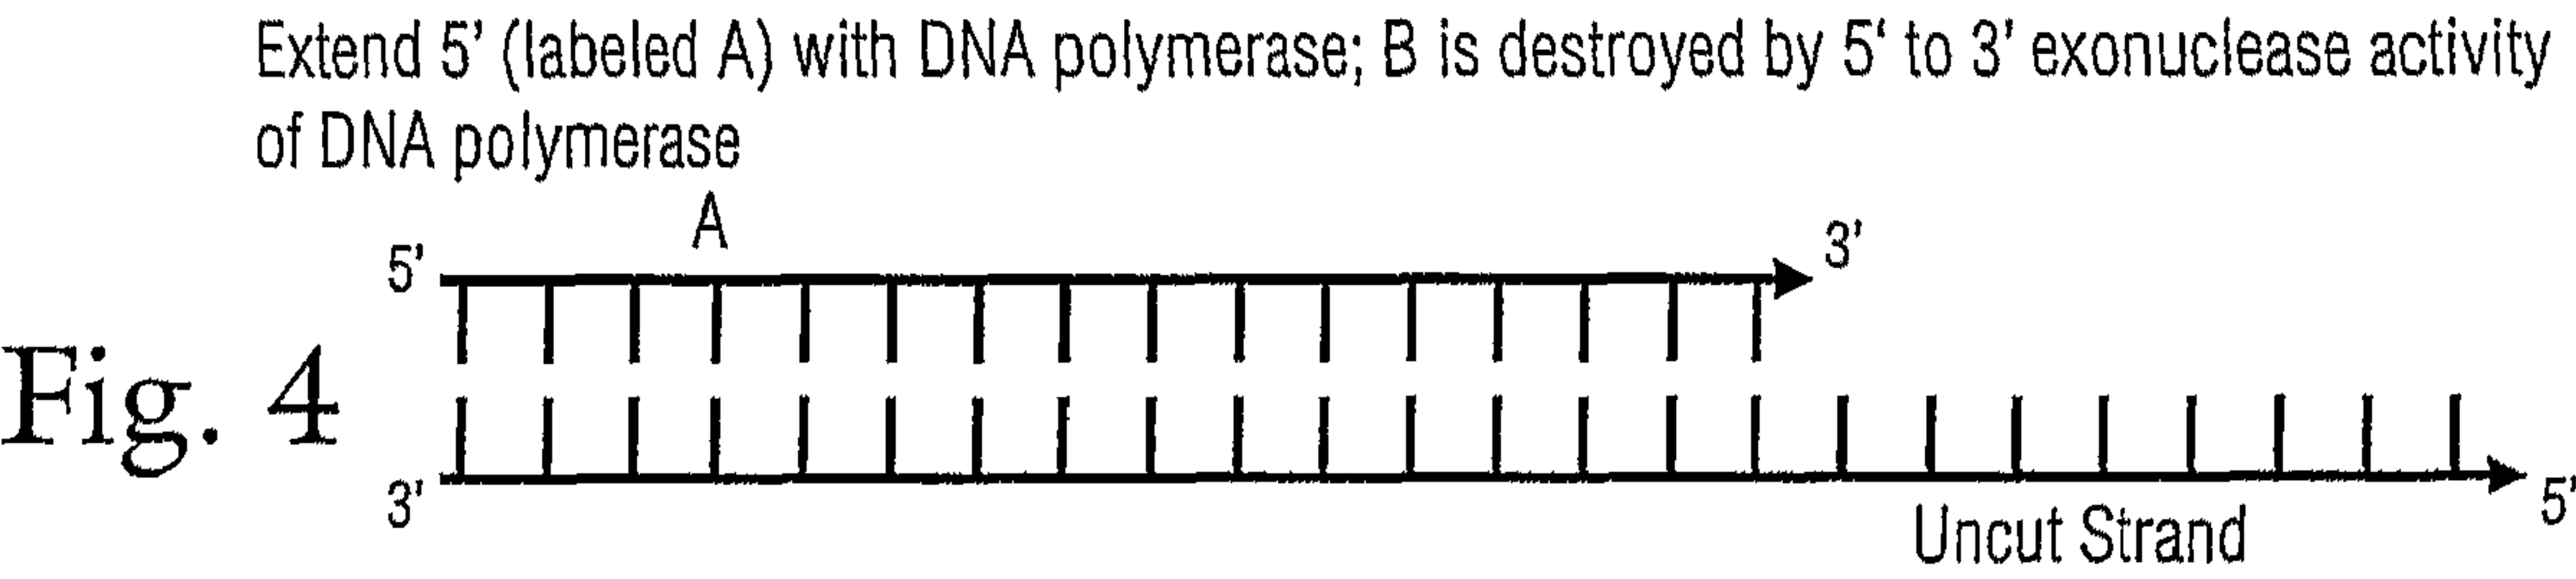 Extend 5' (labeled A) with DNA polymerase; B is destroyed by 5‘ to 3' exonuclease activity
of DNA polymerase
A
5'
3'
Fig. 4
3'
5'
Uncut Strand